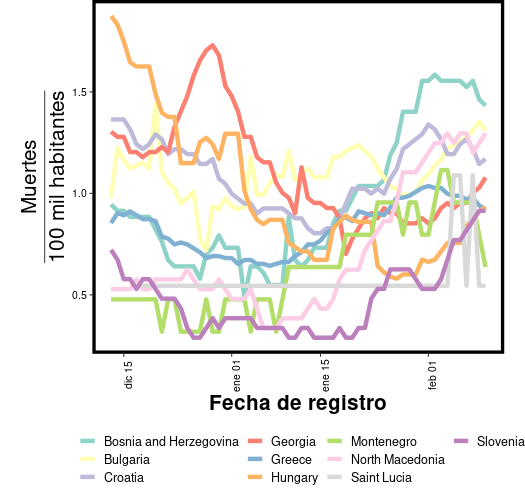 Muertes
100 mil habitantes
1.5
1.0
0.5
dic 15
ene 01
ene 15
feb 01
Fecha de registro
Bosnia and Herzegovina
Georgia
Montenegro
Slovenia
Bulgaria
Greece
North Macedonia
Croatia
Hungary
Saint Lucia